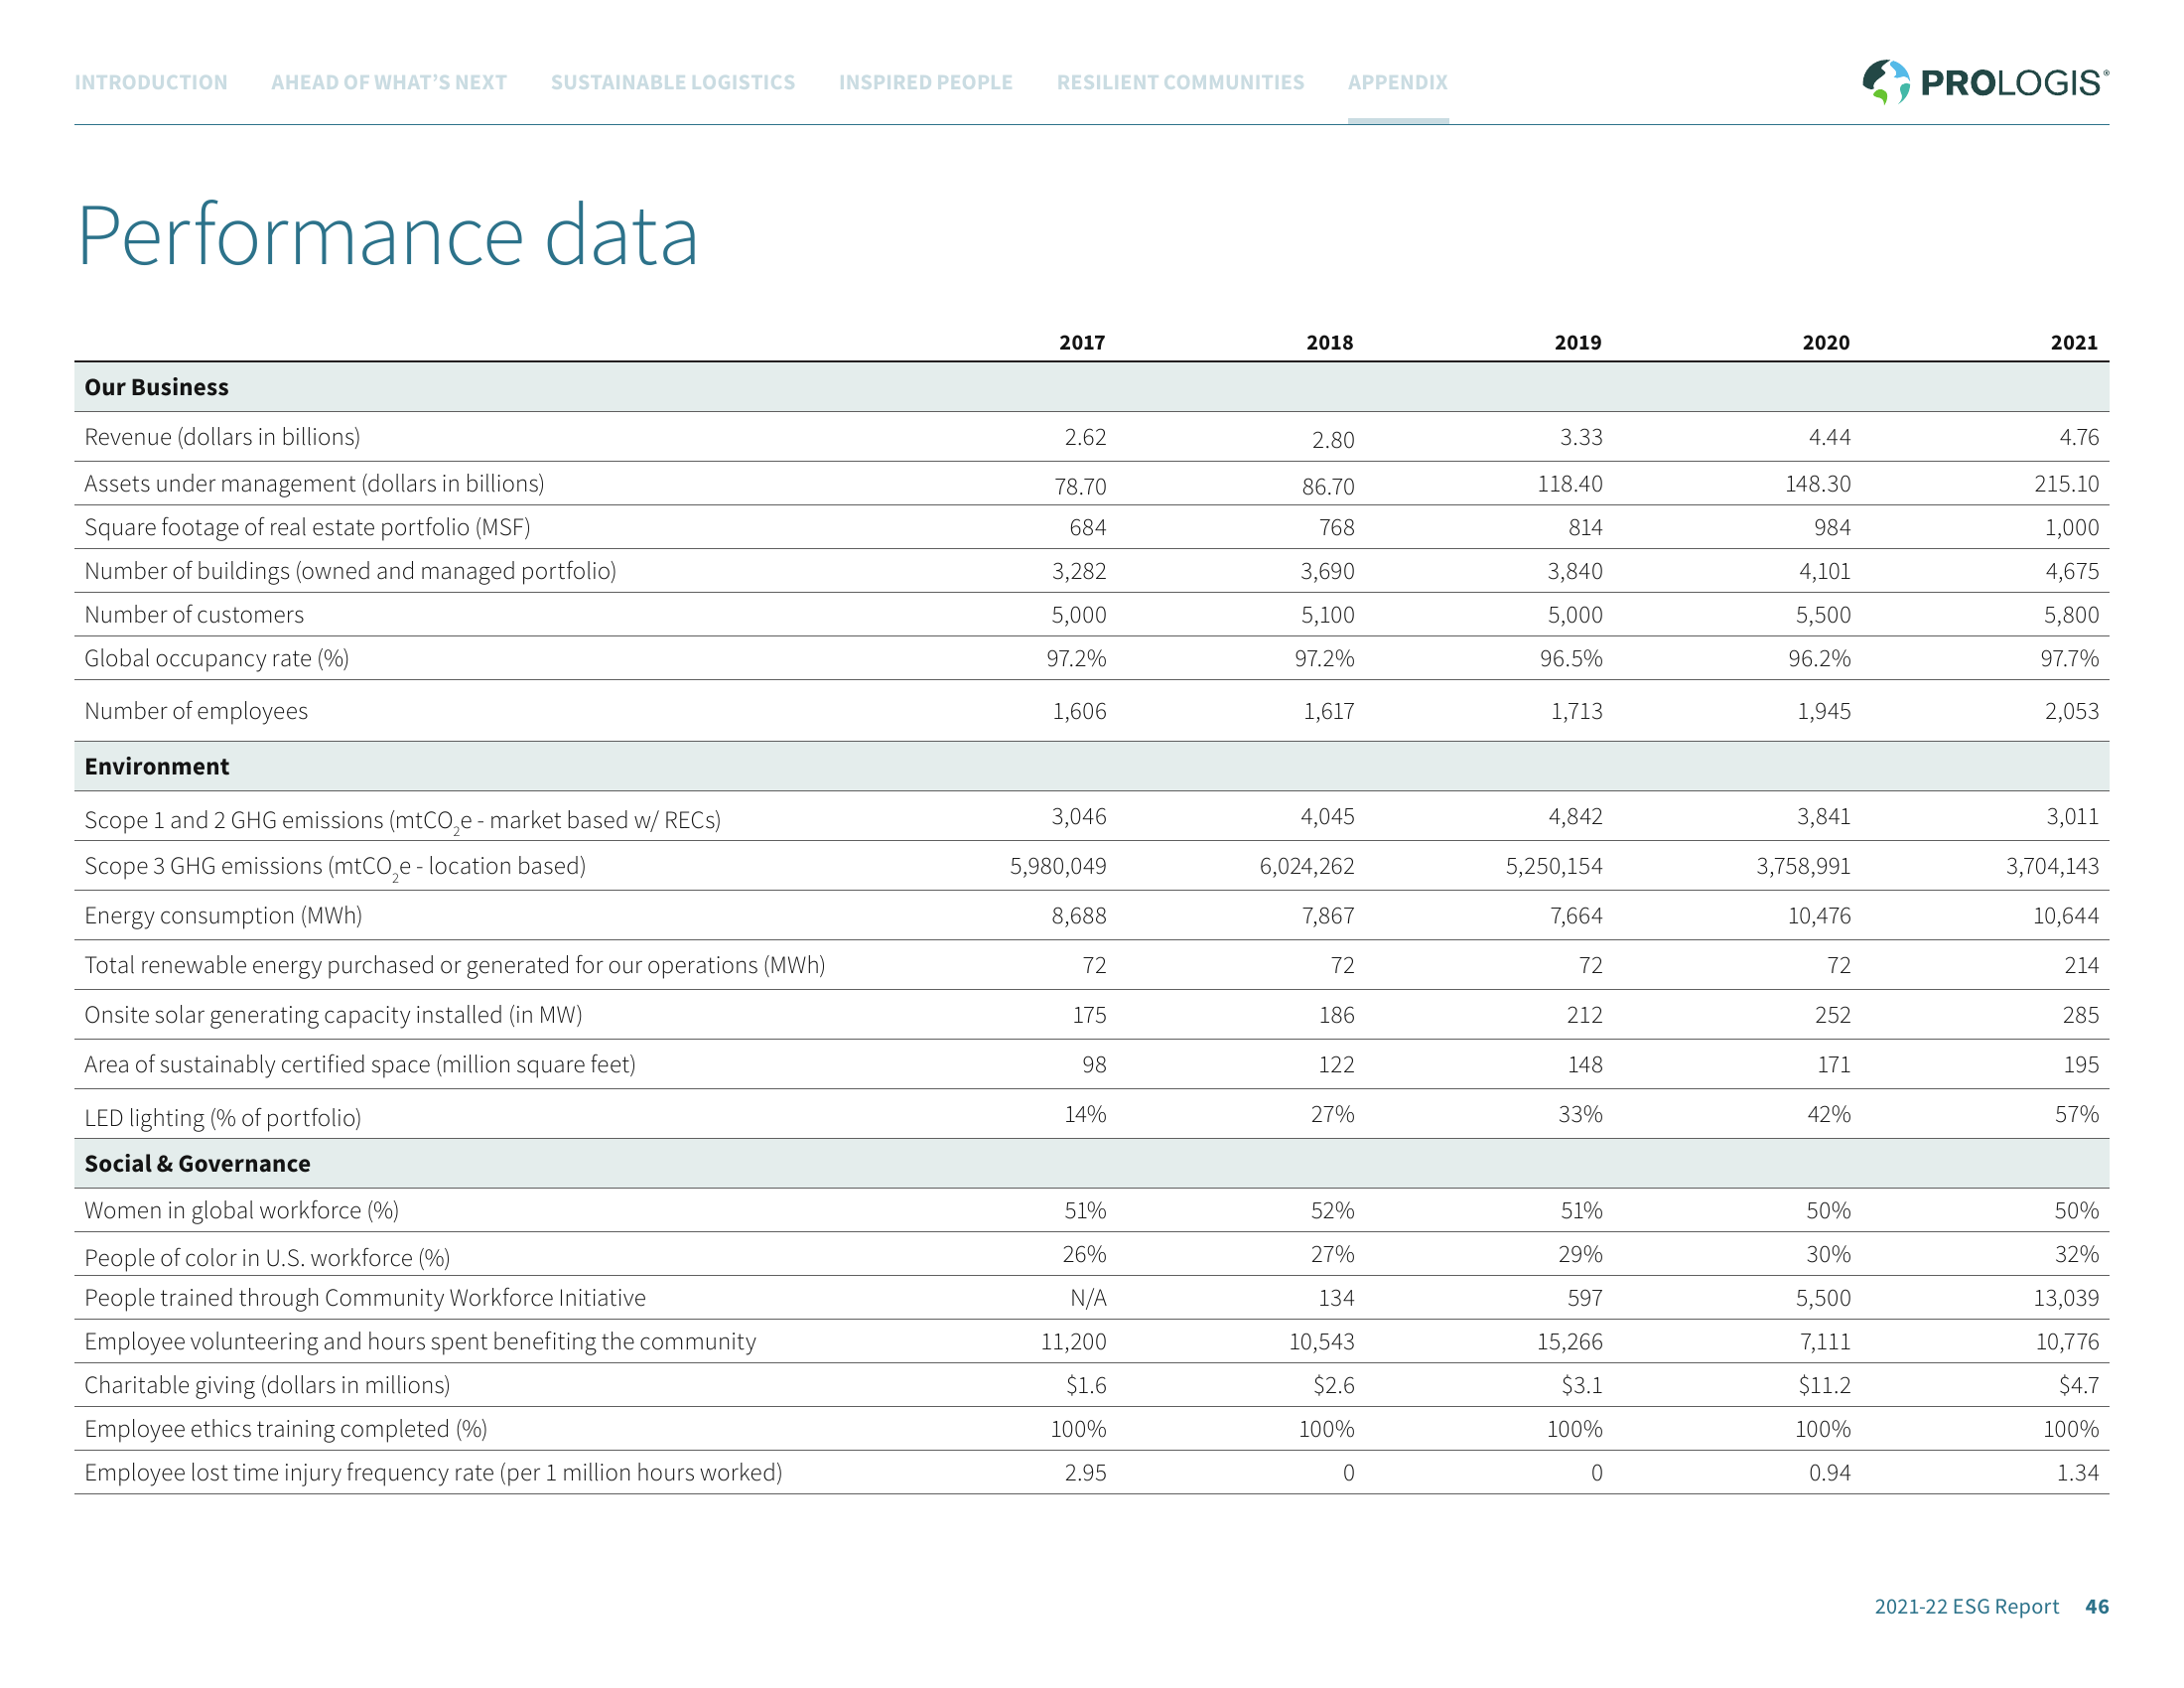 INTRODUCTION AHEAD OF WHAT'S NEXT SUSTAINABLE LOGISTICS INSPIRED PEOPLE RESILIENT COMMUNITIES APPENDIX PROLOGIS®
Performance data
2017 2018 2019 2020 2021
Our Business
Revenue (dollars in billions) 2.62 2.80 3.33 4.44 4.76
Assets under management (dollars in billions) 78.70 86.70 118.40 148.30 215.10
Square footage of real estate portfolio (MSF) 684 768 814 984 1,000
Number of buildings (owned and managed portfolio) 3,282 3,690 3,840 4,101 4,675
Number of customers 5,000 5,100 5,000 5,500 5,800
Global occupancy rate (%) 97.2% 97.2% 96.5% 96.2% 97.7%
Number of employees 1,606 1,617 1,713 1,945 2,053
Environment
Scope 1 and 2 GHG emissions (mtCO₂e - market based w/ RECs) 3,046 4,045 4,842 3,841 3,011
Scope 3 GHG emissions (mtCO₂e - location based) 5,980,049 6,024,262 5,250,154 3,758,991 3,704,143
Energy consumption (MWh) 8,688 7,867 7,664 10,476 10,644
Total renewable energy purchased or generated for our operations (MWh) 72 72 72 72 214
Onsite solar generating capacity installed (in MW) 175 186 212 252 285
Area of sustainably certified space (million square feet) 98 122 148 171 195
LED lighting (% of portfolio) 14% 27% 33% 42% 57%
Social & Governance
Women in global workforce (%) 51% 52% 51% 50% 50%
People of color in U.S. workforce (%) 26% 27% 29% 30% 32%
People trained through Community Workforce Initiative N/A 134 597 5,500 13,039
Employee volunteering and hours spent benefiting the community 11,200 10,543 15,266 7,111 10,776
Charitable giving (dollars in millions) $1.6 $2.6 $3.1 $11.2 $4.7
Employee ethics training completed (%) 100% 100% 100% 100% 100%
Employee lost time injury frequency rate (per 1 million hours worked) 2.95 0 0 0.94 1.34
2021-22 ESG Report 46